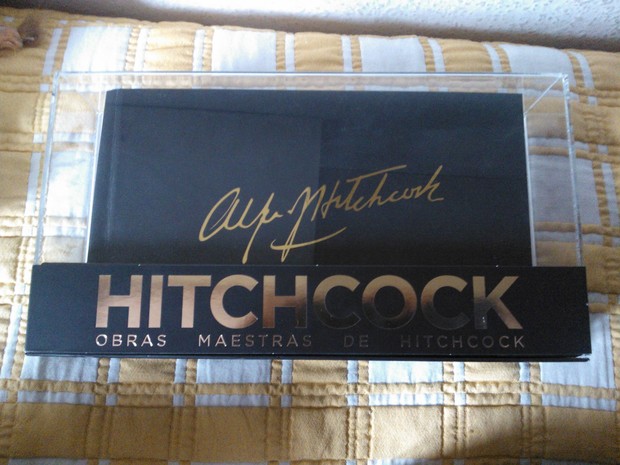 Alfred Hitchcock
HITCHCOCK
OBRAS MAESTRAS DE HITCHCOCK